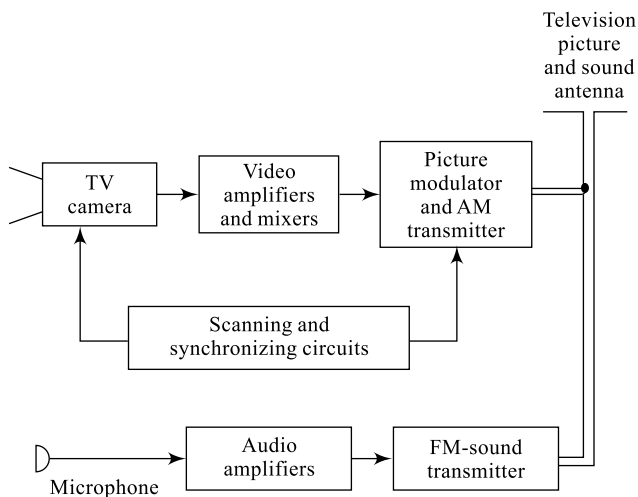 Television
picture
and sound
antenna
TV
camera
Video
amplifiers
and mixers
Picture
modulator
and AM
transmitter
Scanning and
synchronizing circuits
Microphone
Audio
amplifiers
FM-sound
transmitter